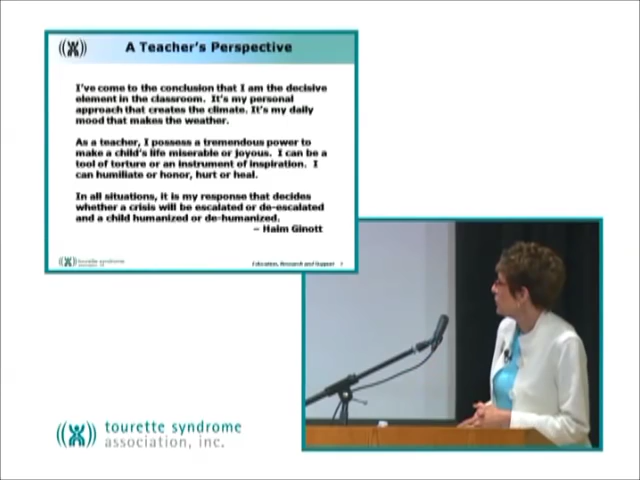 A Teacher's Perspective
I've come to the conclusion that I am the decisive
element in the classroom. It's my personal
approach that creates the climate. It's my daily
mood that makes the weather.
As a teacher, I possess a tremendous power to
make a child's life miserable or joyous. I can be a
tool of torture or an instrument of inspiration. I
can humiliate or honor, hurt or heal.
In all situations, it is my response that decides
whether a crisis will be escalated or de-escalated
and a child humanized or de-humanized.
– Haim Ginott
tourette syndrome
Education, Research and Support
tourette syndrome
association, inc.